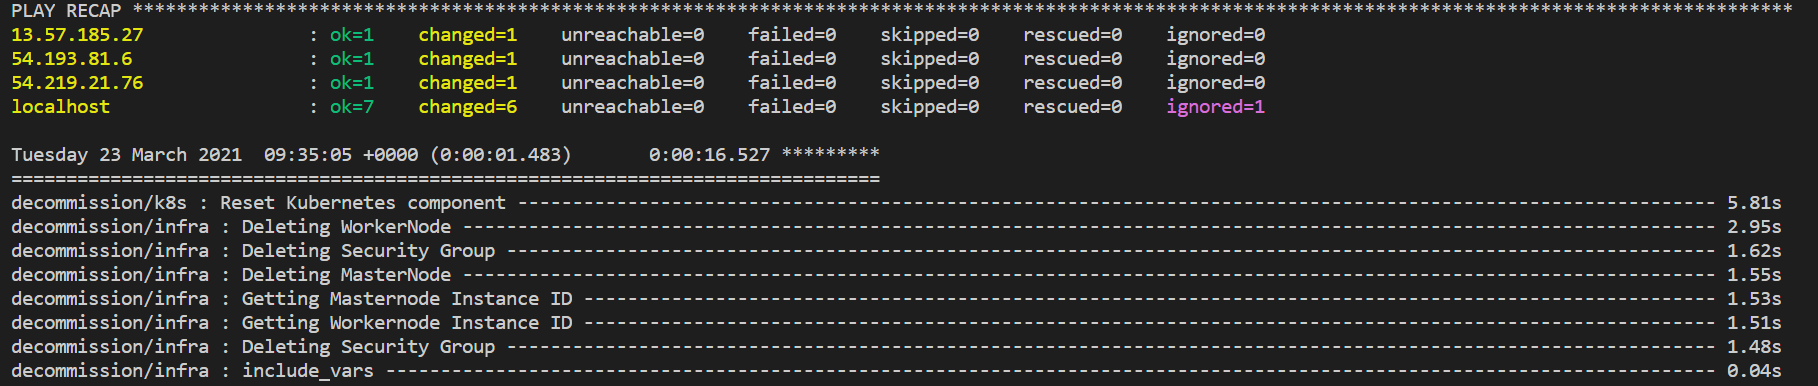 PLAY RECAP *******************************************************************************************************************************************************
13.57.185.27               : ok=1    changed=1    unreachable=0    failed=0    skipped=0    rescued=0    ignored=0
54.193.81.6                : ok=1    changed=1    unreachable=0    failed=0    skipped=0    rescued=0    ignored=0
54.219.21.76               : ok=1    changed=1    unreachable=0    failed=0    skipped=0    rescued=0    ignored=0
localhost                  : ok=7    changed=6    unreachable=0    failed=0    skipped=0    rescued=0    ignored=1
Tuesday 23 March 2021  09:35:05 +0000 (0:00:01.483)       0:00:16.527 *********
===============================================================================
decommission/k8s : Reset Kubernetes component ------------------------------------------------------------------------------------------------------------- 5.81s
decommission/infra : Deleting WorkerNode ------------------------------------------------------------------------------------------------------------------ 2.95s
decommission/infra : Deleting Security Group -------------------------------------------------------------------------------------------------------------- 1.62s
decommission/infra : Deleting MasterNode ------------------------------------------------------------------------------------------------------------------ 1.55s
decommission/infra : Getting Masternode Instance ID ------------------------------------------------------------------------------------------------------- 1.53s
decommission/infra : Getting Workernode Instance ID ------------------------------------------------------------------------------------------------------- 1.51s
decommission/infra : Deleting Security Group -------------------------------------------------------------------------------------------------------------- 1.48s
decommission/infra : include_vars ------------------------------------------------------------------------------------------------------------------------- 0.04s